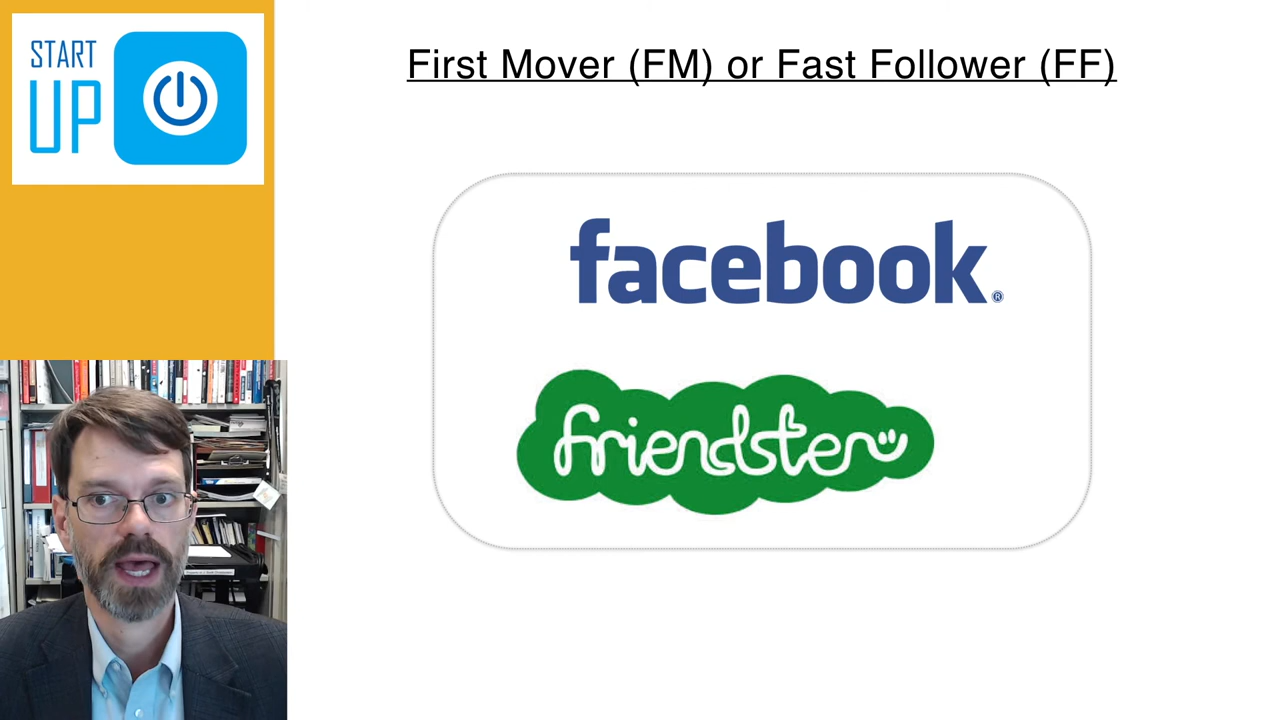 START
UP
First Mover (FM) or Fast Follower (FF)
facebook®
friendster